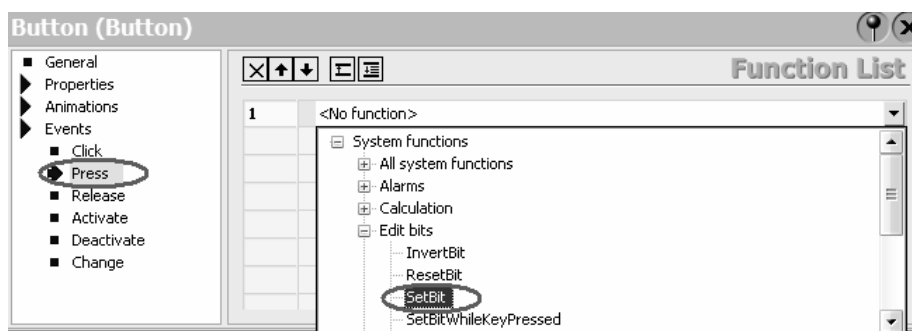 Button (Button)
General
Properties
Animations
Events
Click
Press
Release
Activate
Deactivate
Change
Function List
1 <No function>
System functions
All system functions
Alarms
Calculation
Edit bits
InvertBit
ResetBit
SetBit
SetBitWhileKeyPressed